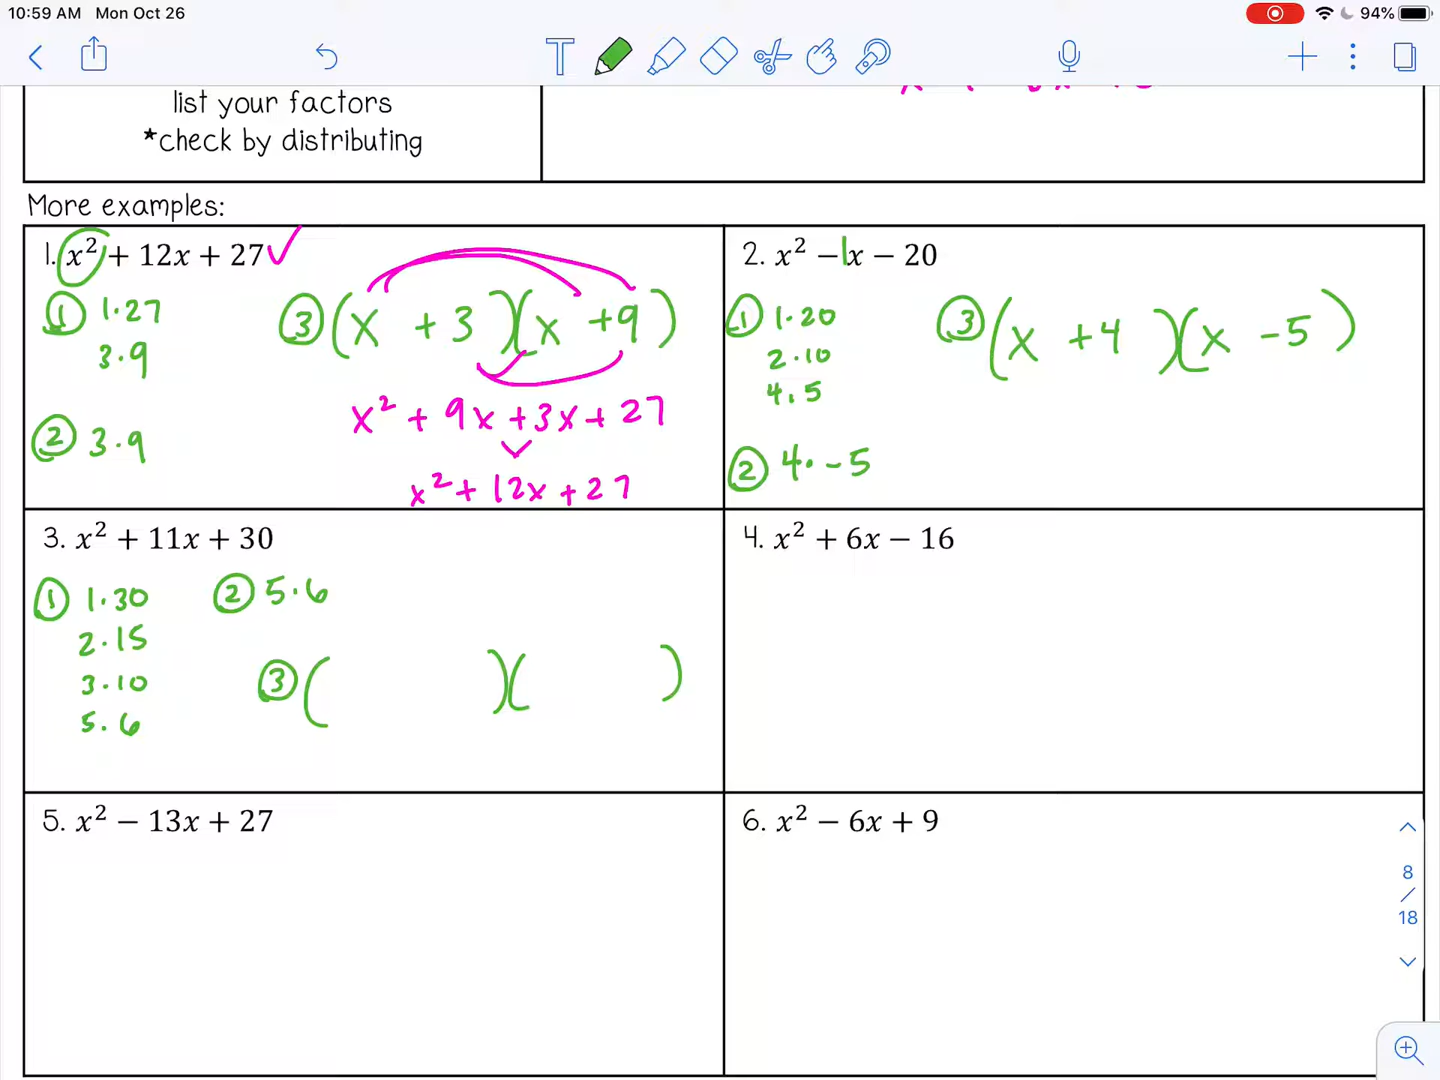 10:59 AM Mon Oct 26
94%
T
list your factors
*check by distributing
More examples:
1. x² + 12x + 27 ✓
① 1·27
3·9
② 3·9
③ (x +3)(x +9)
x² + 9x + 3x + 27
x² + 12x + 27
2. x² − 1x − 20
① 1·20
2·10
4·5
② 4·-5
③ (x +4)(x -5)
3. x² + 11x + 30
① 1·30
2·15
3·10
5·6
② 5·6
③ ( )( )
4. x² + 6x − 16
5. x² − 13x + 27
6. x² − 6x + 9
8
/
18